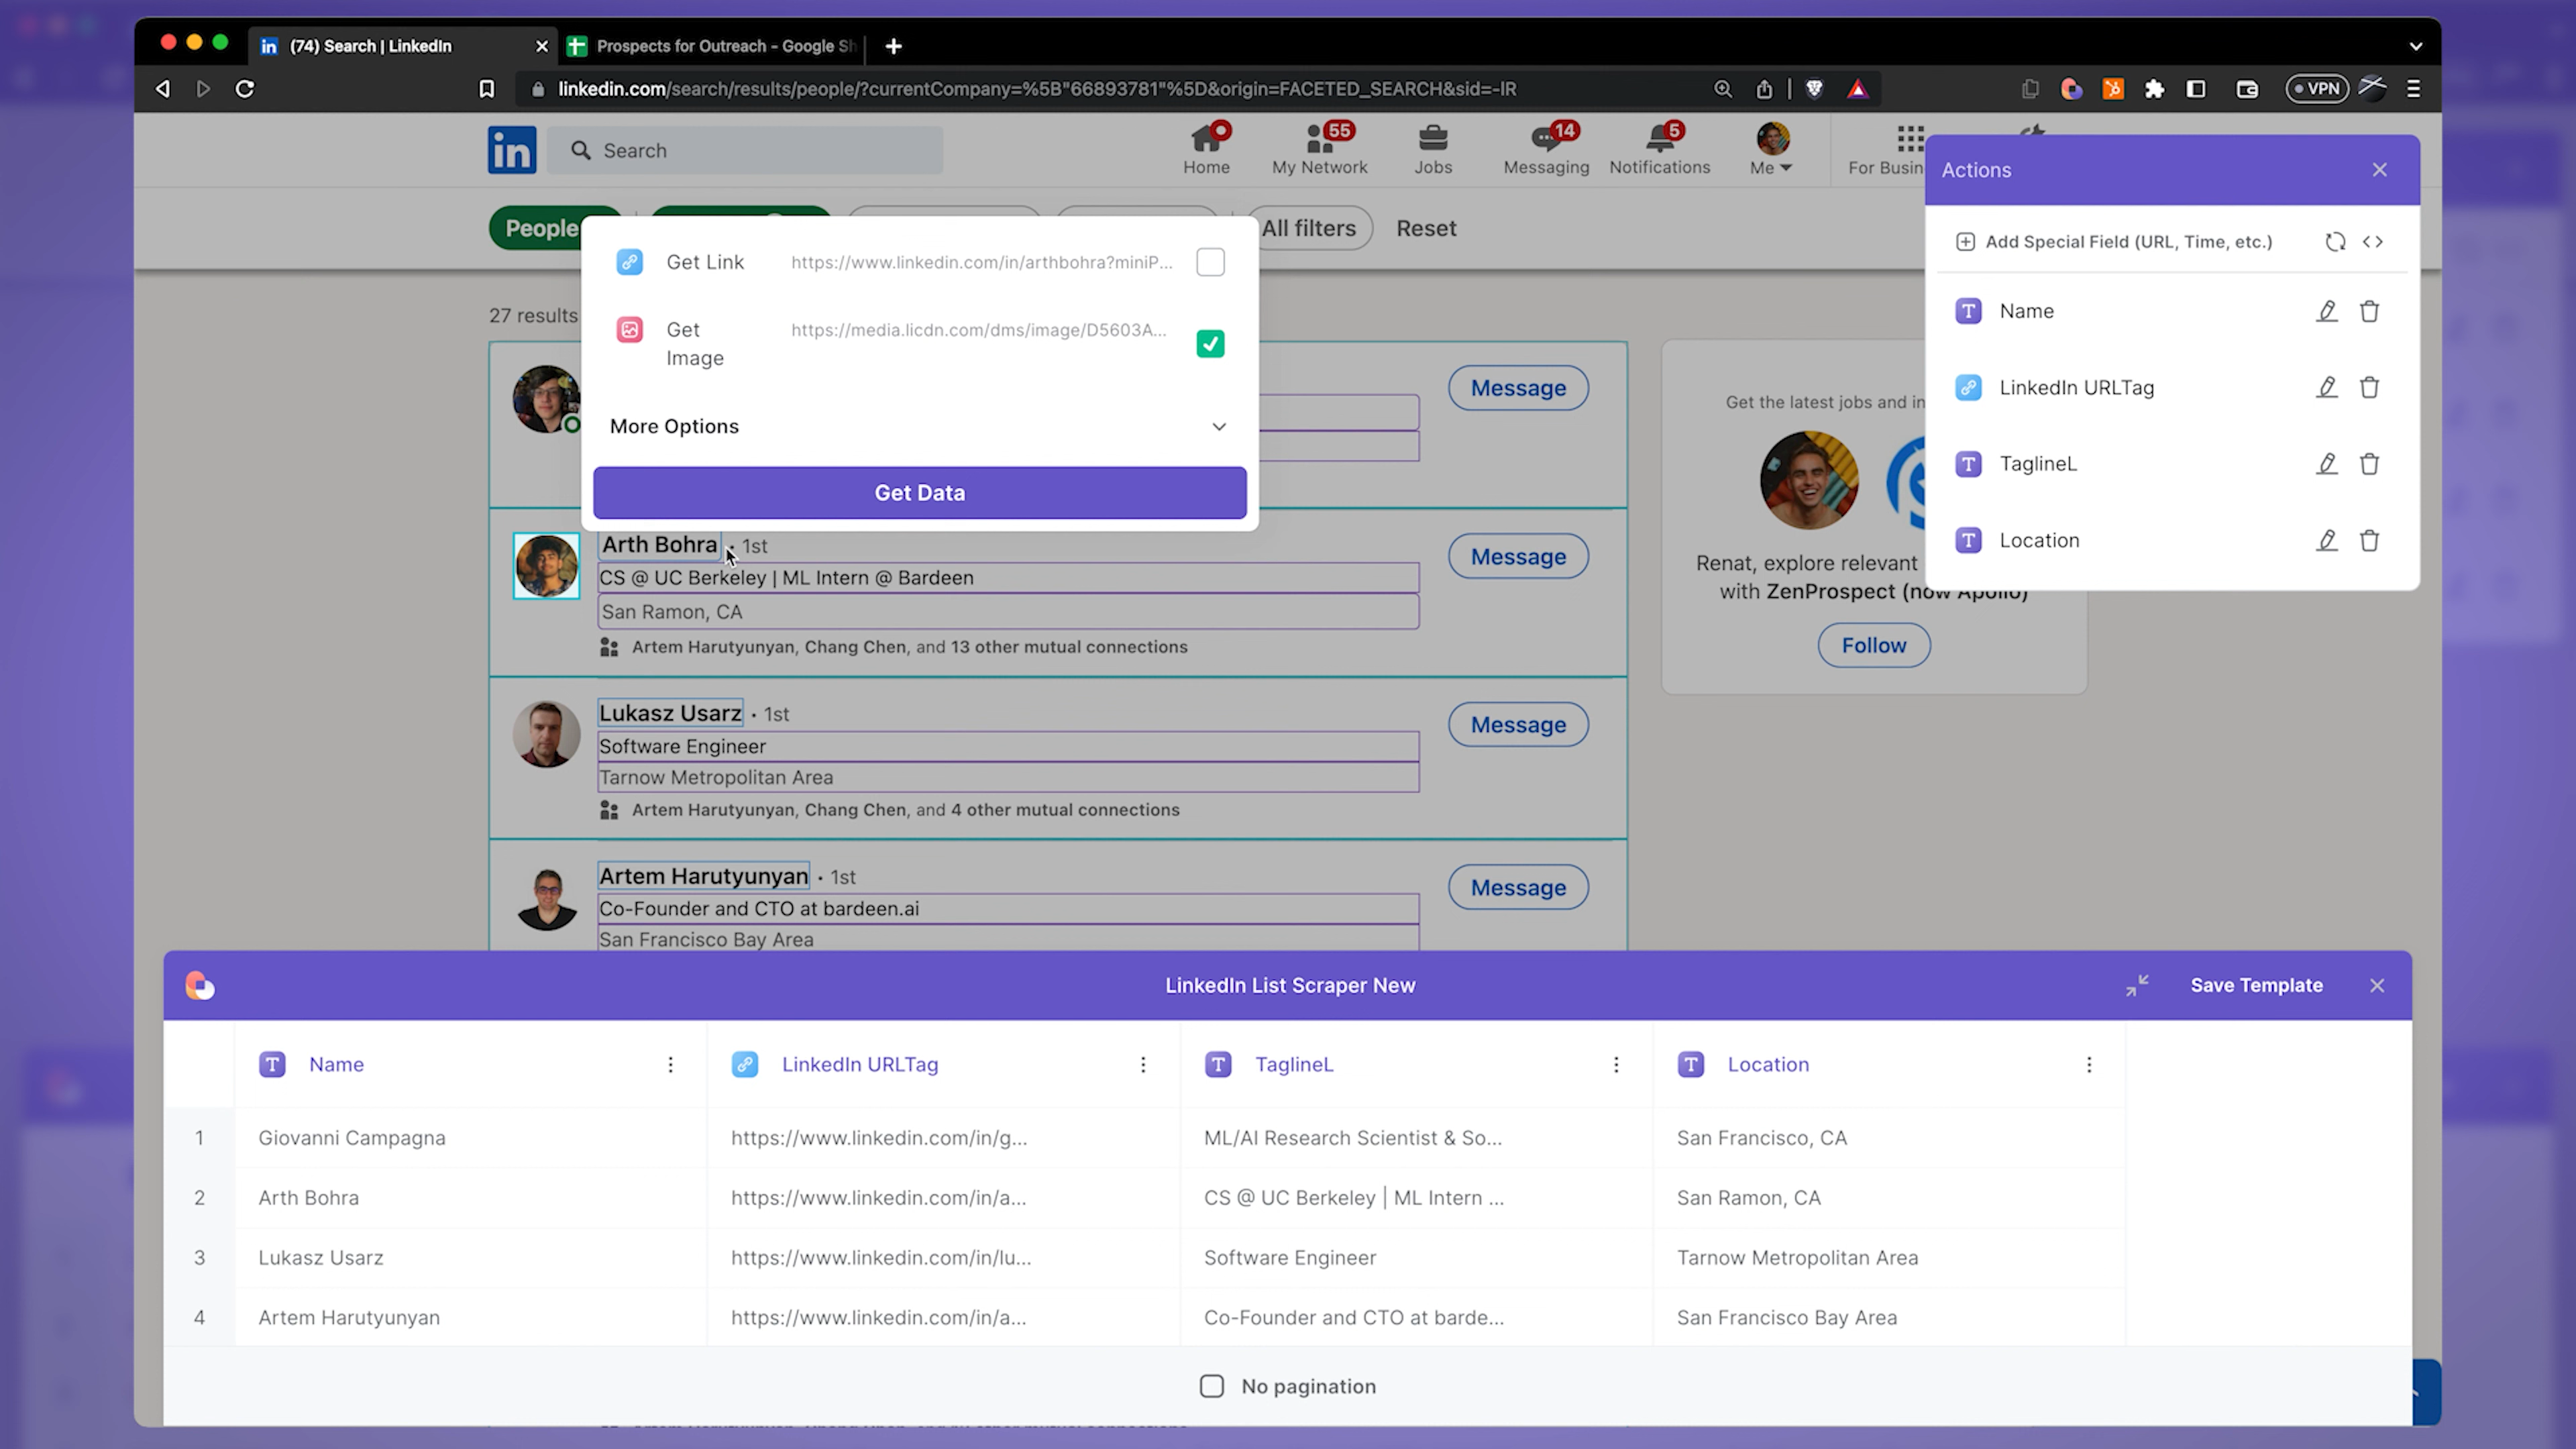 (74) Search | LinkedIn
Prospects for Outreach - Google Sh
linkedin.com/search/results/people/?currentCompany=%5B"66893781"%5D&origin=FACETED_SEARCH&sid=-IR
VPN
in
Search
Home
55
My Network
Jobs
14
Messaging
5
Notifications
Me
For Busin
People
All filters
Reset
27 results
Get Link
https://www.linkedin.com/in/arthbohra?miniP...
Get
Image
https://media.licdn.com/dms/image/D5603A...
More Options
Get Data
Message
Arth Bohra • 1st
CS @ UC Berkeley | ML Intern @ Bardeen
San Ramon, CA
Artem Harutyunyan, Chang Chen, and 13 other mutual connections
Message
Lukasz Usarz • 1st
Software Engineer
Tarnow Metropolitan Area
Artem Harutyunyan, Chang Chen, and 4 other mutual connections
Message
Artem Harutyunyan • 1st
Co-Founder and CTO at bardeen.ai
San Francisco Bay Area
Message
Get the latest jobs and in
Renat, explore relevant
with ZenProspect (now Apollo)
Follow
Actions
Add Special Field (URL, Time, etc.)
Name
LinkedIn URLTag
TaglineL
Location
LinkedIn List Scraper New
Save Template
Name
LinkedIn URLTag
TaglineL
Location
1 Giovanni Campagna https://www.linkedin.com/in/g... ML/AI Research Scientist & So... San Francisco, CA
2 Arth Bohra https://www.linkedin.com/in/a... CS @ UC Berkeley | ML Intern ... San Ramon, CA
3 Lukasz Usarz https://www.linkedin.com/in/lu... Software Engineer Tarnow Metropolitan Area
4 Artem Harutyunyan https://www.linkedin.com/in/a... Co-Founder and CTO at barde... San Francisco Bay Area
No pagination